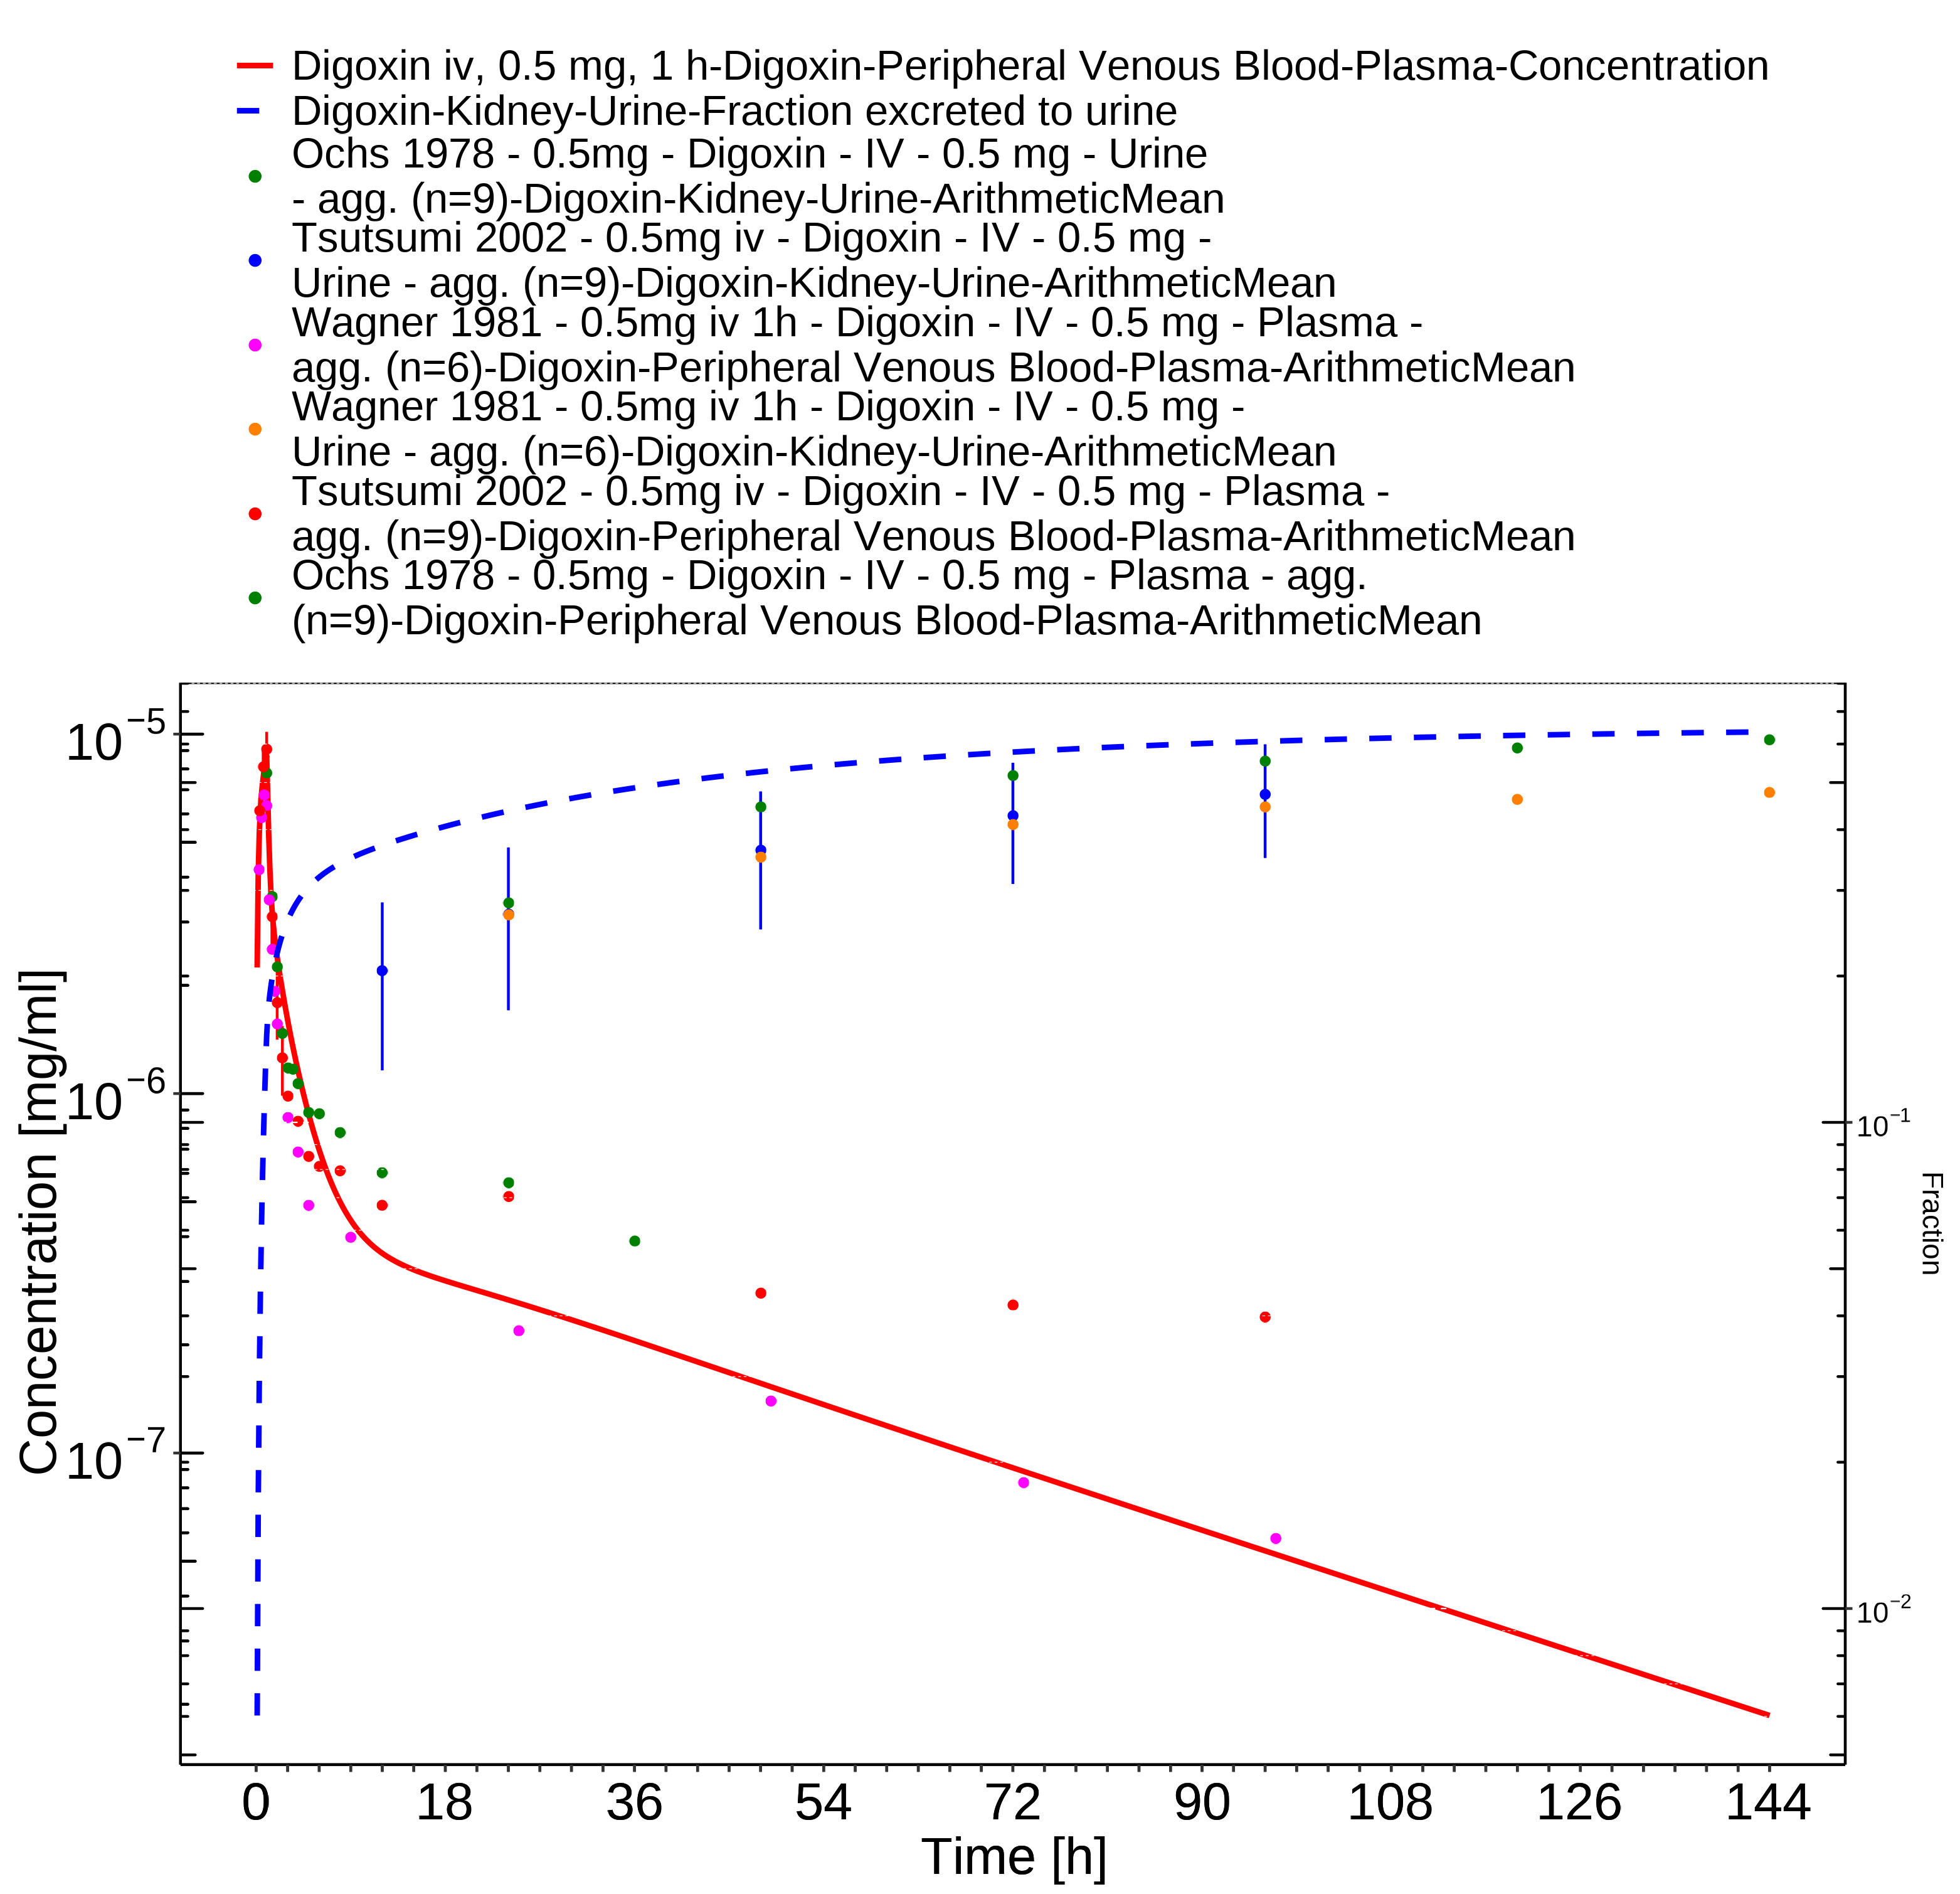 Digoxin iv, 0.5 mg, 1 h-Digoxin-Peripheral Venous Blood-Plasma-Concentration
Digoxin-Kidney-Urine-Fraction excreted to urine
Ochs 1978 - 0.5mg - Digoxin - IV - 0.5 mg - Urine
- agg. (n=9)-Digoxin-Kidney-Urine-ArithmeticMean
Tsutsumi 2002 - 0.5mg iv - Digoxin - IV - 0.5 mg -
Urine - agg. (n=9)-Digoxin-Kidney-Urine-ArithmeticMean
Wagner 1981 - 0.5mg iv 1h - Digoxin - IV - 0.5 mg - Plasma -
agg. (n=6)-Digoxin-Peripheral Venous Blood-Plasma-ArithmeticMean
Wagner 1981 - 0.5mg iv 1h - Digoxin - IV - 0.5 mg -
Urine - agg. (n=6)-Digoxin-Kidney-Urine-ArithmeticMean
Tsutsumi 2002 - 0.5mg iv - Digoxin - IV - 0.5 mg - Plasma -
agg. (n=9)-Digoxin-Peripheral Venous Blood-Plasma-ArithmeticMean
Ochs 1978 - 0.5mg - Digoxin - IV - 0.5 mg - Plasma - agg.
(n=9)-Digoxin-Peripheral Venous Blood-Plasma-ArithmeticMean
Concentration [mg/ml]
10⁻⁵
10⁻⁶
10⁻⁷
10⁻¹
10⁻²
Fraction
0 18 36 54 72 90 108 126 144
Time [h]